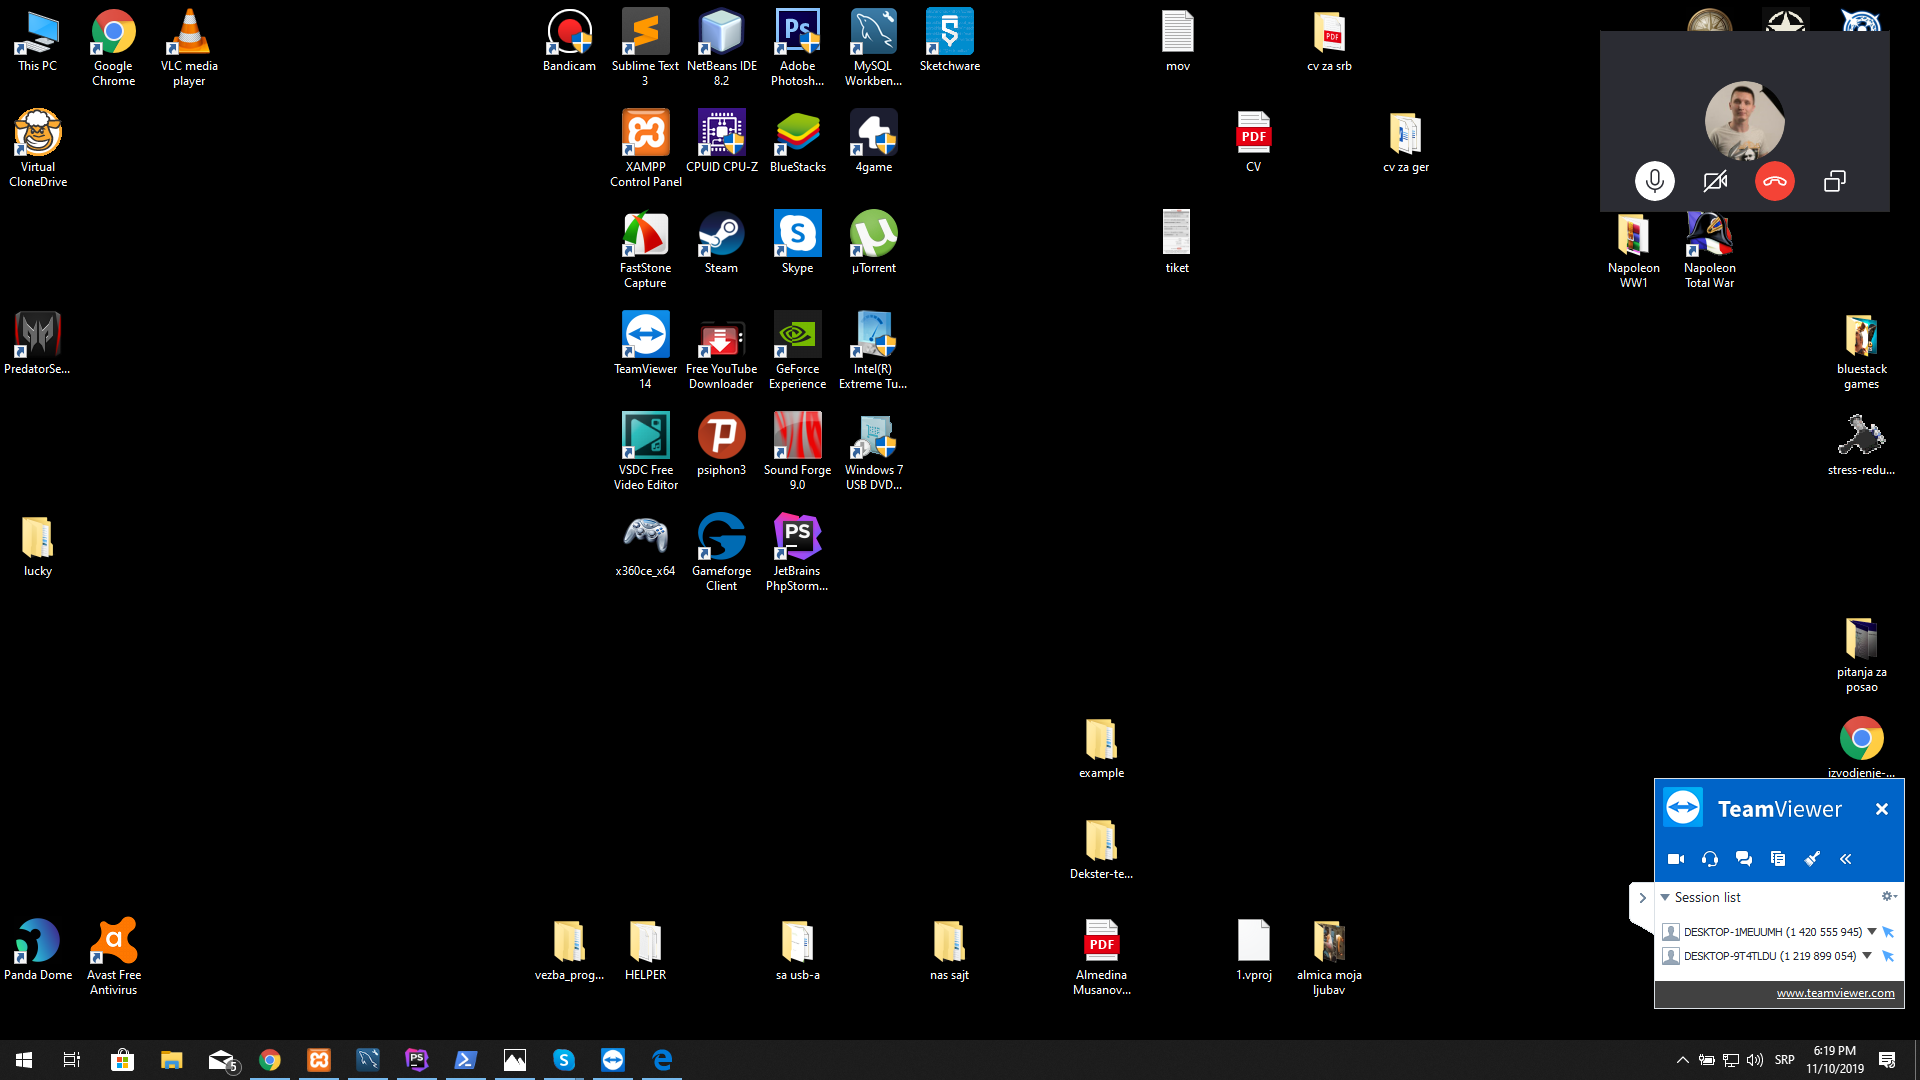 This PC
Google
Chrome
VLC media
player
Bandicam
Sublime Text
3
NetBeans IDE
8.2
Ps
Adobe
Photosh...
MySQL
Workben...
Sketchware
mov
PDF
cv za srb
Virtual
CloneDrive
XAMPP
Control Panel
CPUID CPU-Z
BlueStacks
4game
PDF
CV
cv za ger
FastStone
Capture
Steam
Skype
µTorrent
tiket
Napoleon
WW1
Napoleon
Total War
PredatorSe...
TeamViewer
14
Free YouTube
Downloader
GeForce
Experience
Intel(R)
Extreme Tu...
bluestack
games
VSDC Free
Video Editor
psiphon3
Sound Forge
9.0
Windows 7
USB DVD...
stress-redu...
lucky
x360ce_x64
Gameforge
Client
PS
JetBrains
PhpStorm...
pitanja za
posao
example
izvodjenje-...
Dekster-te...
TeamViewer
Session list
DESKTOP-1MEUUMH (1 420 555 945)
DESKTOP-9T4TLDU (1 219 899 054)
www.teamviewer.com
Panda Dome
Avast Free
Antivirus
vezba_prog...
HELPER
sa usb-a
nas sajt
PDF
Almedina
Musanov...
1.vproj
almica moja
ljubav
5
PS
SRP
6:19 PM
11/10/2019